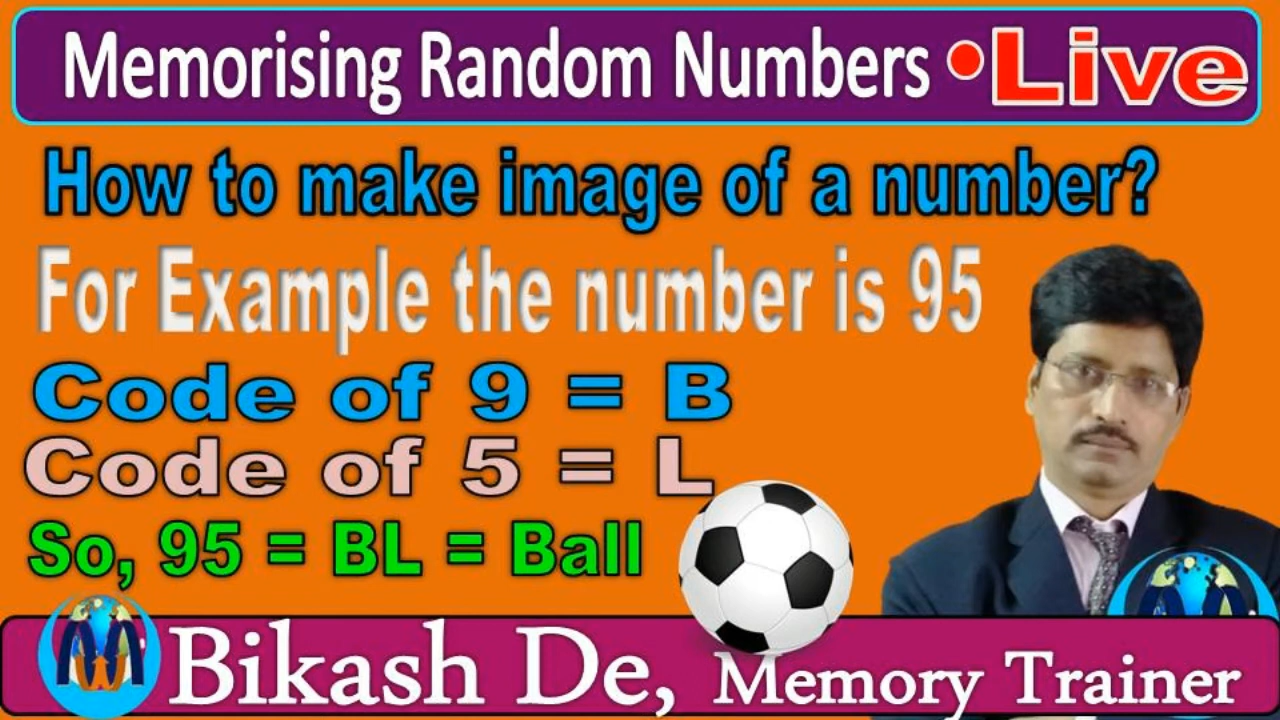 Memorising Random Numbers •Live
How to make image of a number?
For Example the number is 95
Code of 9 = B
Code of 5 = L
So, 95 = BL = Ball
Bikash De, Memory Trainer